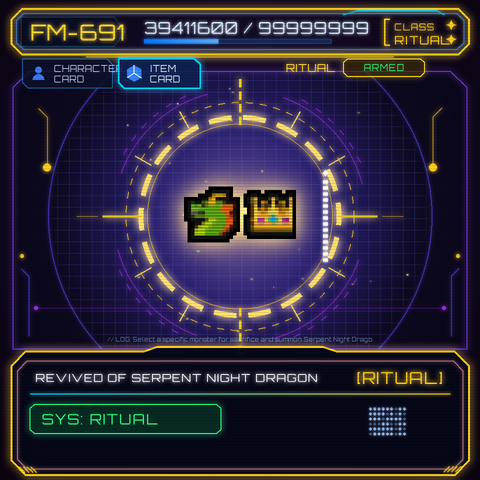 FM-691
39411600 / 99999999
CLASS
RITUAL
CHARACTER
CARD
ITEM
CARD
RITUAL
ARMED
// LOG: Select a specific monster for sacrifice and summon Serpent Night Drago
REVIVED OF SERPENT NIGHT DRAGON
[RITUAL]
SYS: RITUAL